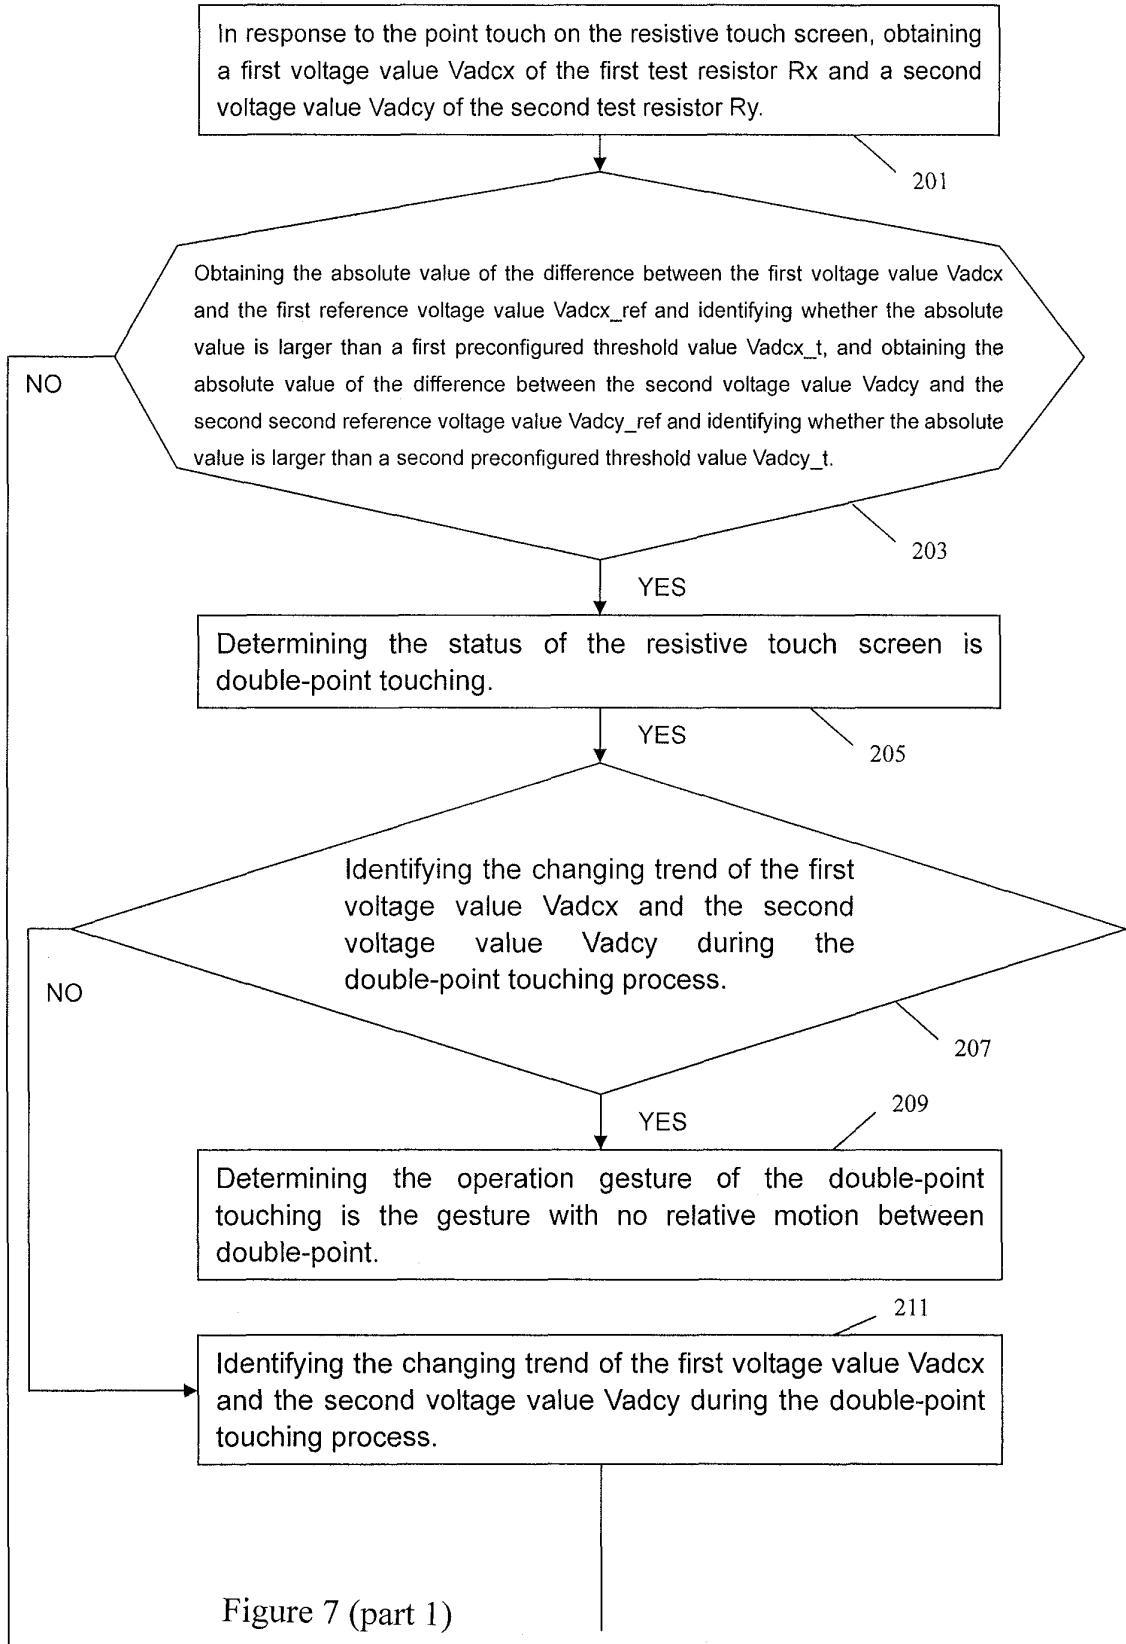 In response to the point touch on the resistive touch screen, obtaining
a first voltage value Vadcx of the first test resistor Rx and a second
voltage value Vadcy of the second test resistor Ry.
201
Obtaining the absolute value of the difference between the first voltage value Vadcx
and the first reference voltage value Vadcx_ref and identifying whether the absolute
value is larger than a first preconfigured threshold value Vadcx_t, and obtaining the
absolute value of the difference between the second voltage value Vadcy and the
second second reference voltage value Vadcy_ref and identifying whether the absolute
value is larger than a second preconfigured threshold value Vadcy_t.
NO
203
YES
Determining the status of the resistive touch screen is
double-point touching.
YES
205
Identifying the changing trend of the first
voltage value Vadcx and the second
voltage value Vadcy during the
double-point touching process.
NO
207
209
YES
Determining the operation gesture of the double-point
touching is the gesture with no relative motion between
double-point.
211
Identifying the changing trend of the first voltage value Vadcx
and the second voltage value Vadcy during the double-point
touching process.
Figure 7 (part 1)